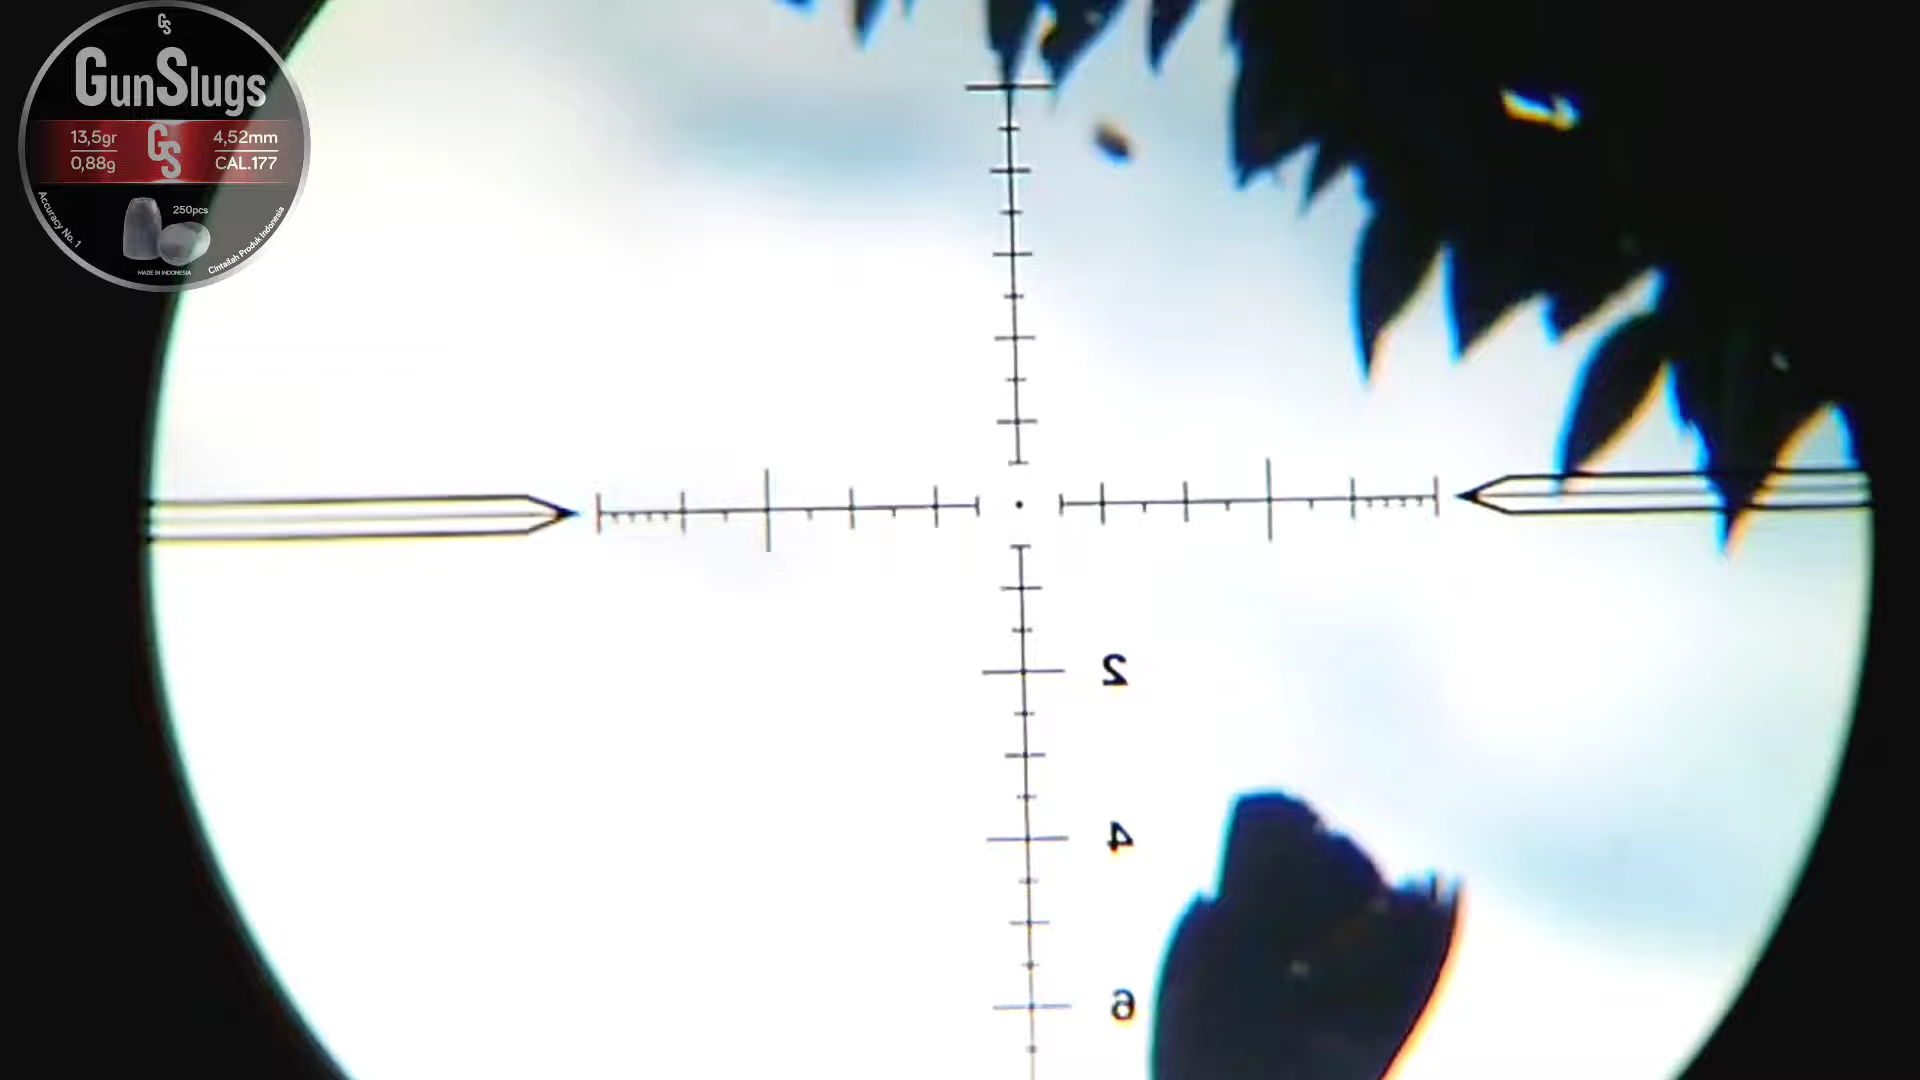 GS
GunSlugs
13,5gr
0,88g
GS
4,52mm
CAL.177
250pcs
Accuracy No. 1
MADE IN INDONESIA
Cintailah Produk Indonesia
2
4
6